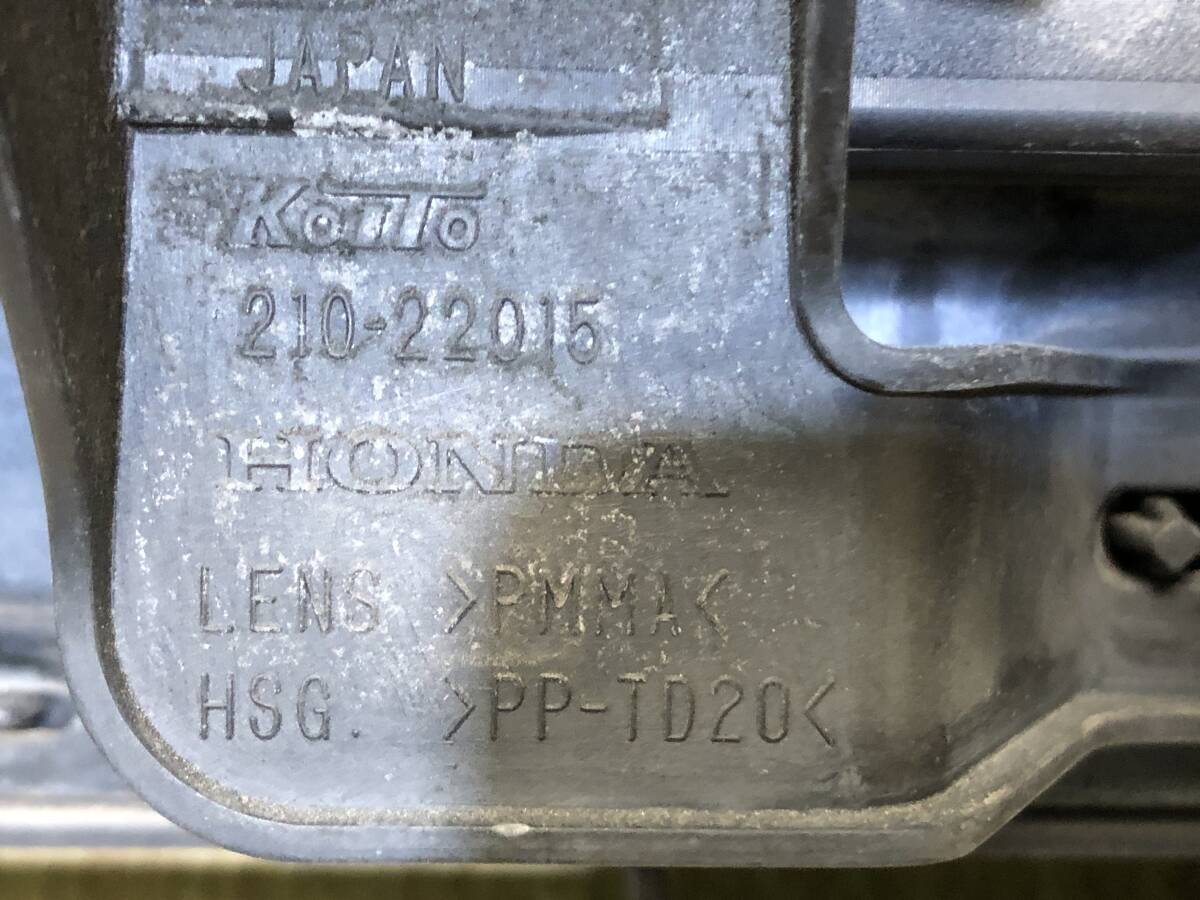 JAPAN
KOITO
210-22015
HONDA
LENS >PMMA<
HSG. >PP-TD20<